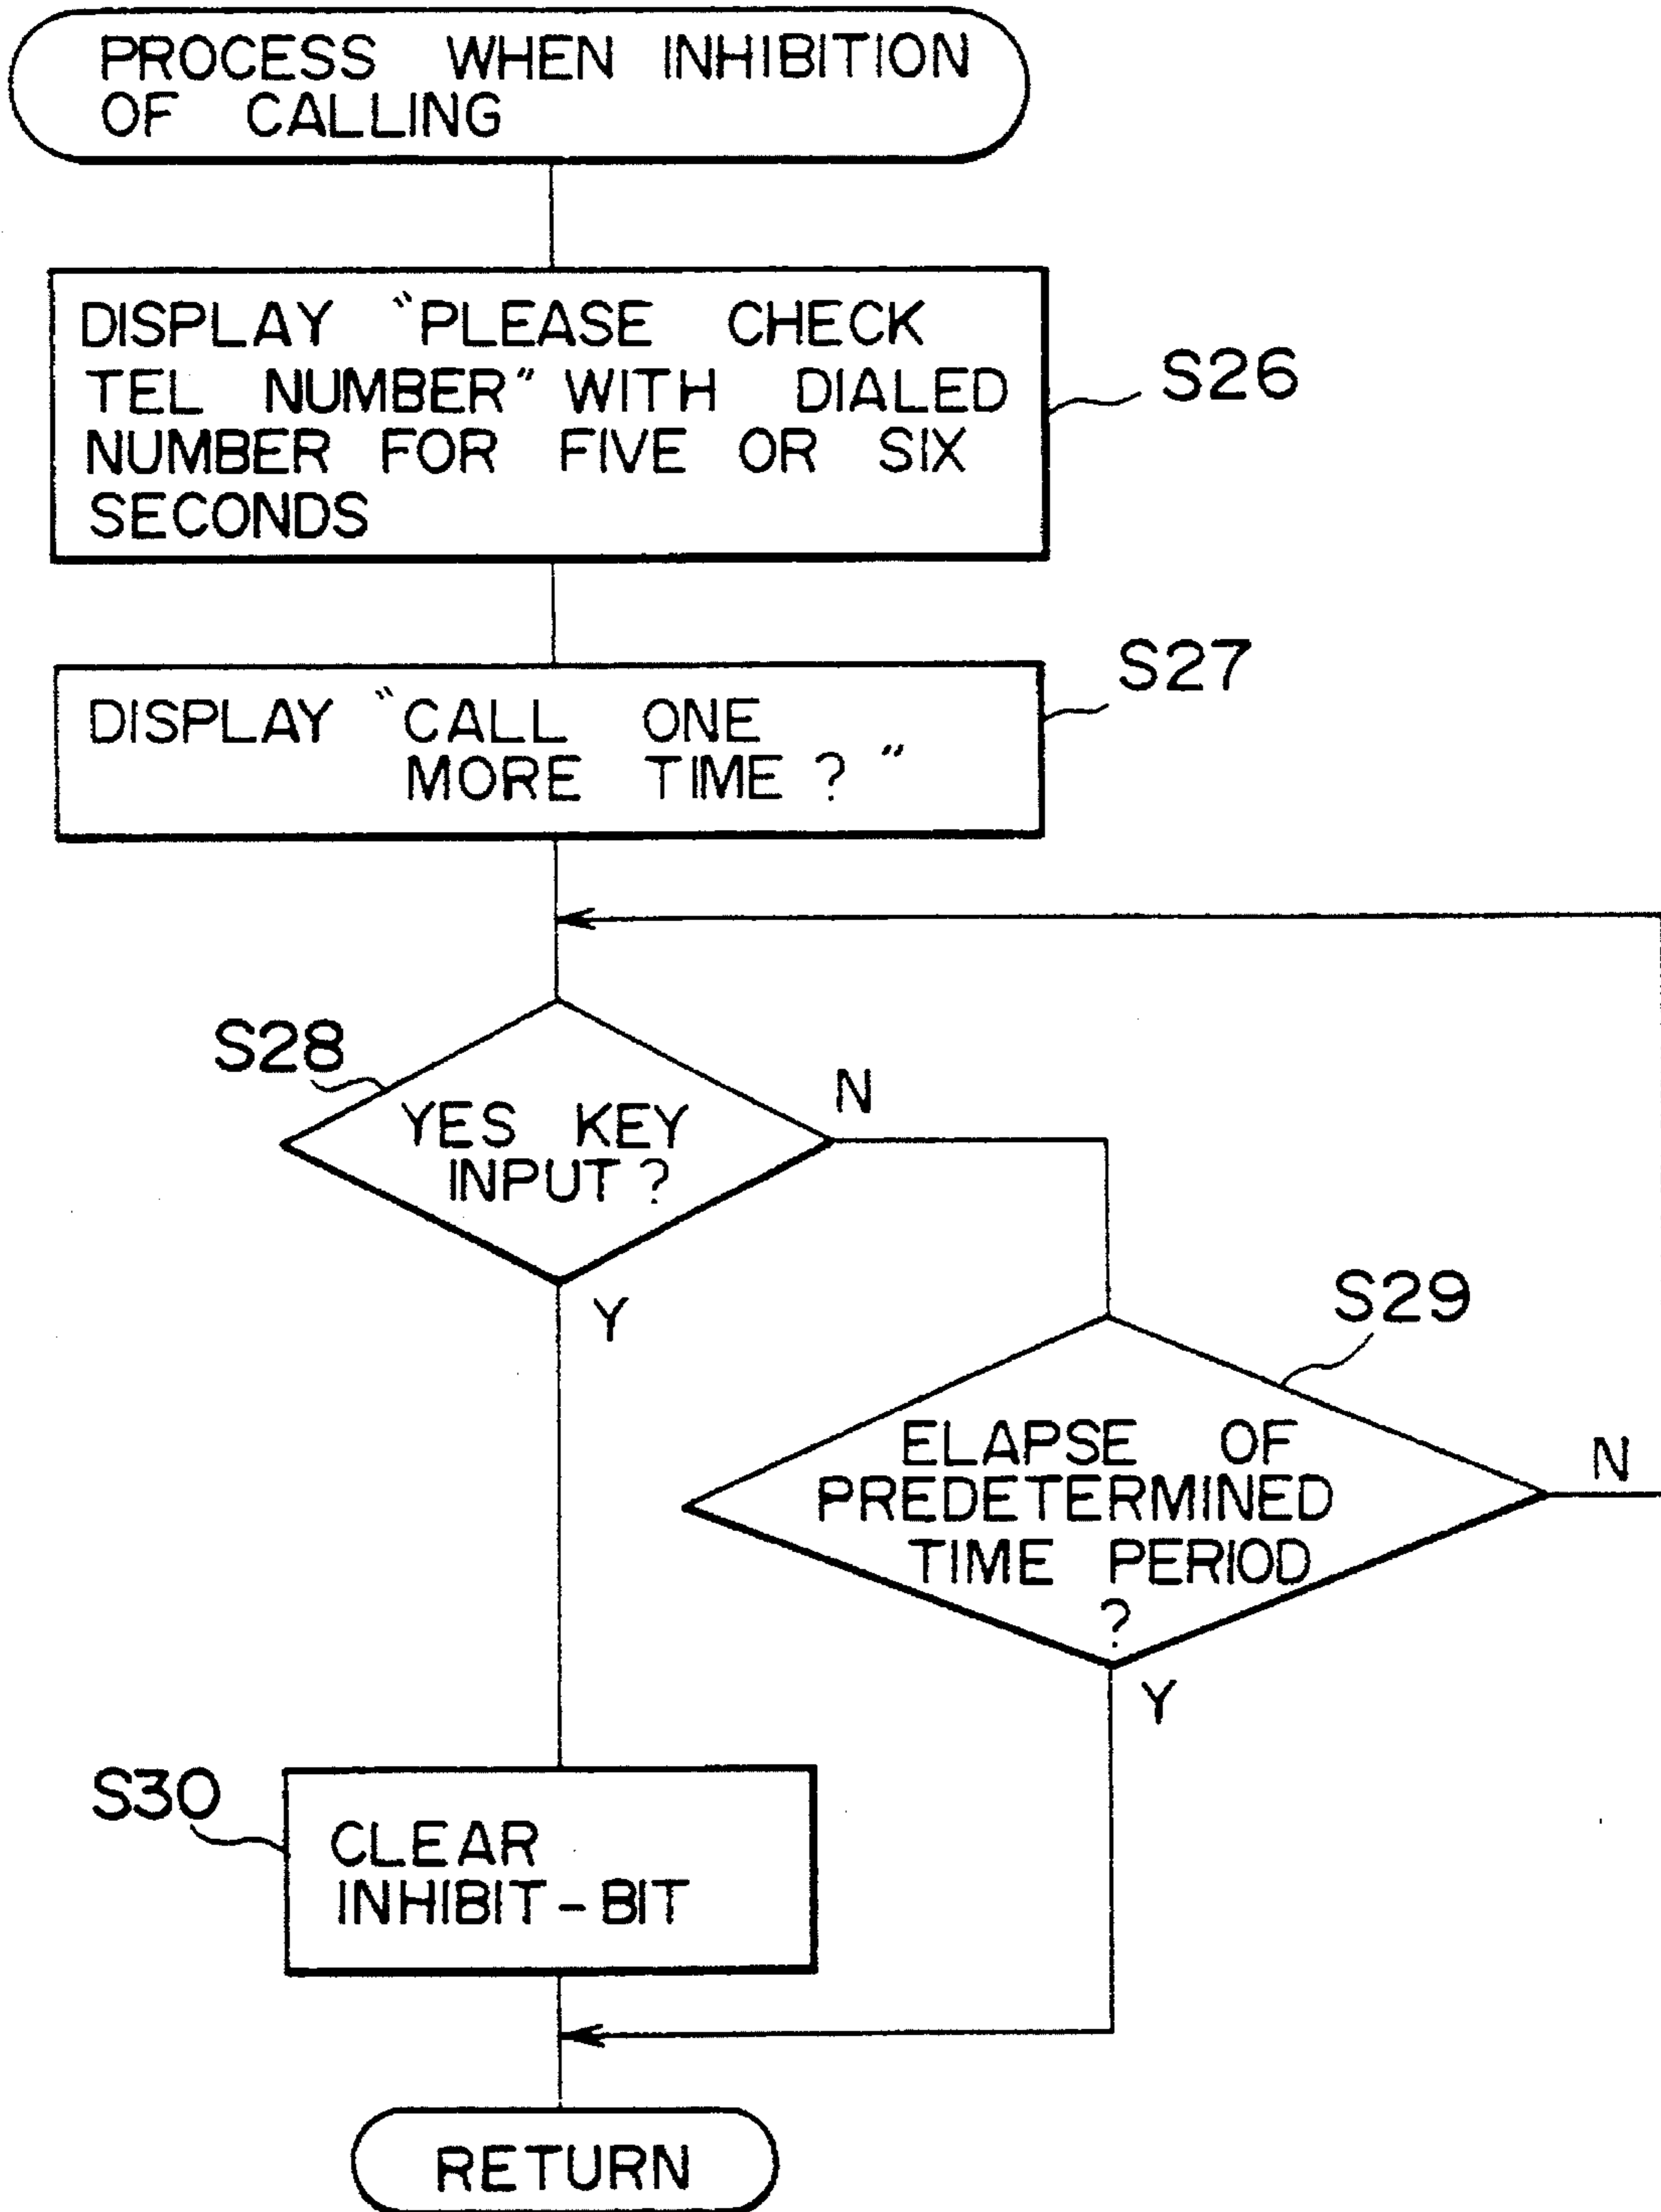 PROCESS WHEN INHIBITION
OF CALLING
DISPLAY "PLEASE CHECK
TEL NUMBER" WITH DIALED
NUMBER FOR FIVE OR SIX
SECONDS
S26
DISPLAY "CALL ONE
MORE TIME ? "
S27
S28
YES KEY
INPUT ?
N
Y
S29
ELAPSE OF
PREDETERMINED
TIME PERIOD
?
N
Y
S30
CLEAR
INHIBIT-BIT
RETURN